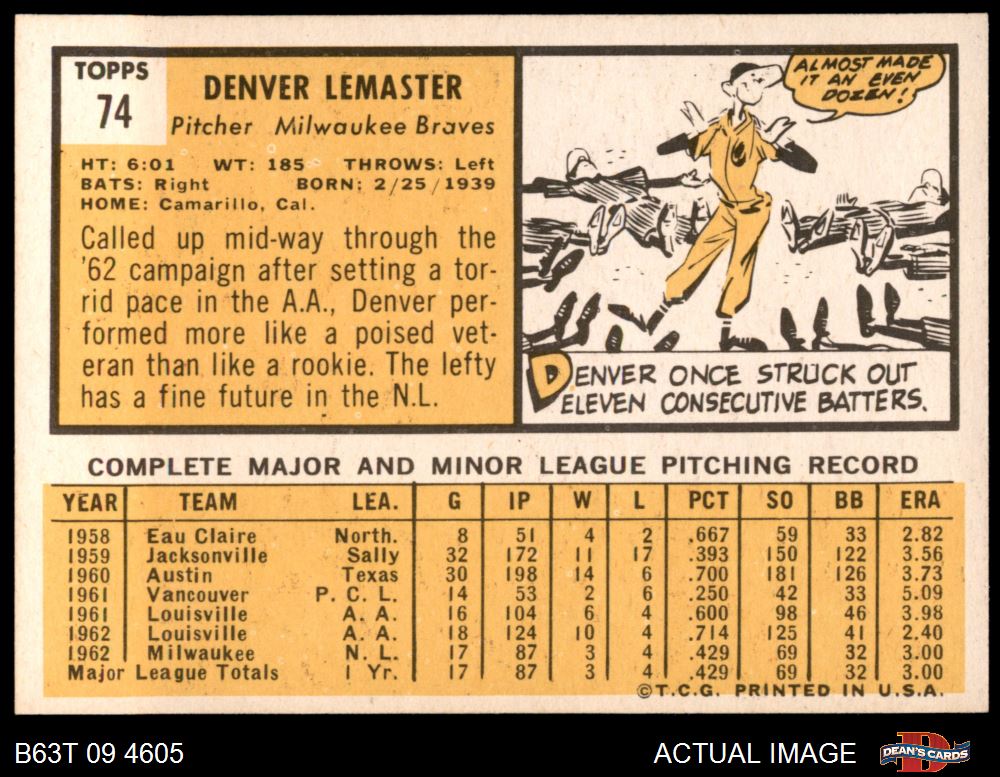 TOPPS
74
DENVER LEMASTER
Pitcher Milwaukee Braves
HT: 6:01 WT: 185 THROWS: Left
BATS: Right BORN: 2/25/1939
HOME: Camarillo, Cal.
Called up mid-way through the
'62 campaign after setting a tor-
rid pace in the A.A., Denver per-
formed more like a poised vet-
eran than like a rookie. The lefty
has a fine future in the N.L.
ALMOST MADE
IT AN EVEN
DOZEN!
DENVER ONCE STRUCK OUT
ELEVEN CONSECUTIVE BATTERS.
COMPLETE MAJOR AND MINOR LEAGUE PITCHING RECORD
YEAR TEAM LEA. G IP W L PCT SO BB ERA
1958 Eau Claire North. 8 51 4 2 .667 59 33 2.82
1959 Jacksonville Sally 32 172 11 17 .393 150 122 3.56
1960 Austin Texas 30 198 14 6 .700 181 126 3.73
1961 Vancouver P. C. L. 14 53 2 6 .250 42 33 5.09
1961 Louisville A. A. 16 104 6 4 .600 98 46 3.98
1962 Louisville A. A. 18 124 10 4 .714 125 41 2.40
1962 Milwaukee N. L. 17 87 3 4 .429 69 32 3.00
Major League Totals 1 Yr. 17 87 3 4 .429 69 32 3.00
©T.C.G. PRINTED IN U.S.A.
B63T 09 4605
ACTUAL IMAGE
DEAN'S CARDS